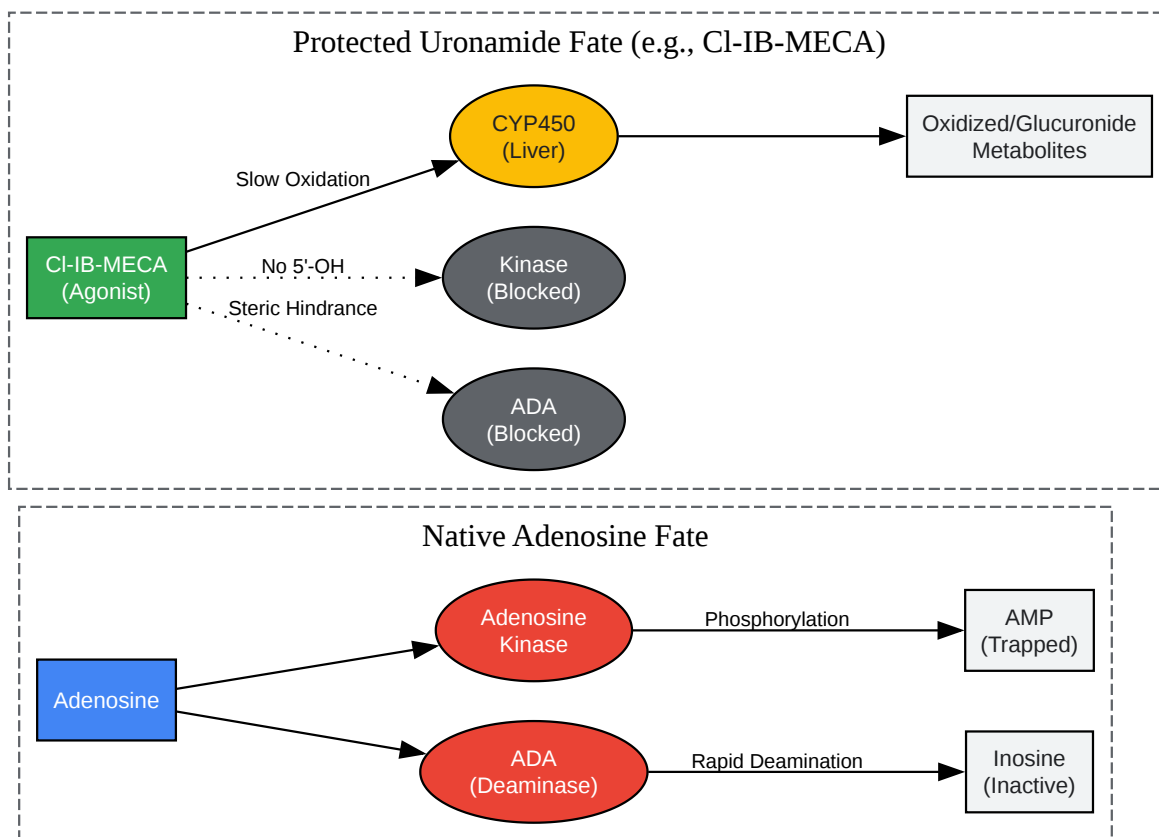 Protected Uronamide Fate (e.g., Cl-IB-MECA)
CYP450
(Liver)
Oxidized/Glucuronide
Metabolites
Slow Oxidation
Cl-IB-MECA
(Agonist)
No 5'-OH
Kinase
(Blocked)
Steric Hindrance
ADA
(Blocked)
Native Adenosine Fate
Adenosine
Adenosine
Kinase
Phosphorylation
AMP
(Trapped)
ADA
(Deaminase)
Rapid Deamination
Inosine
(Inactive)